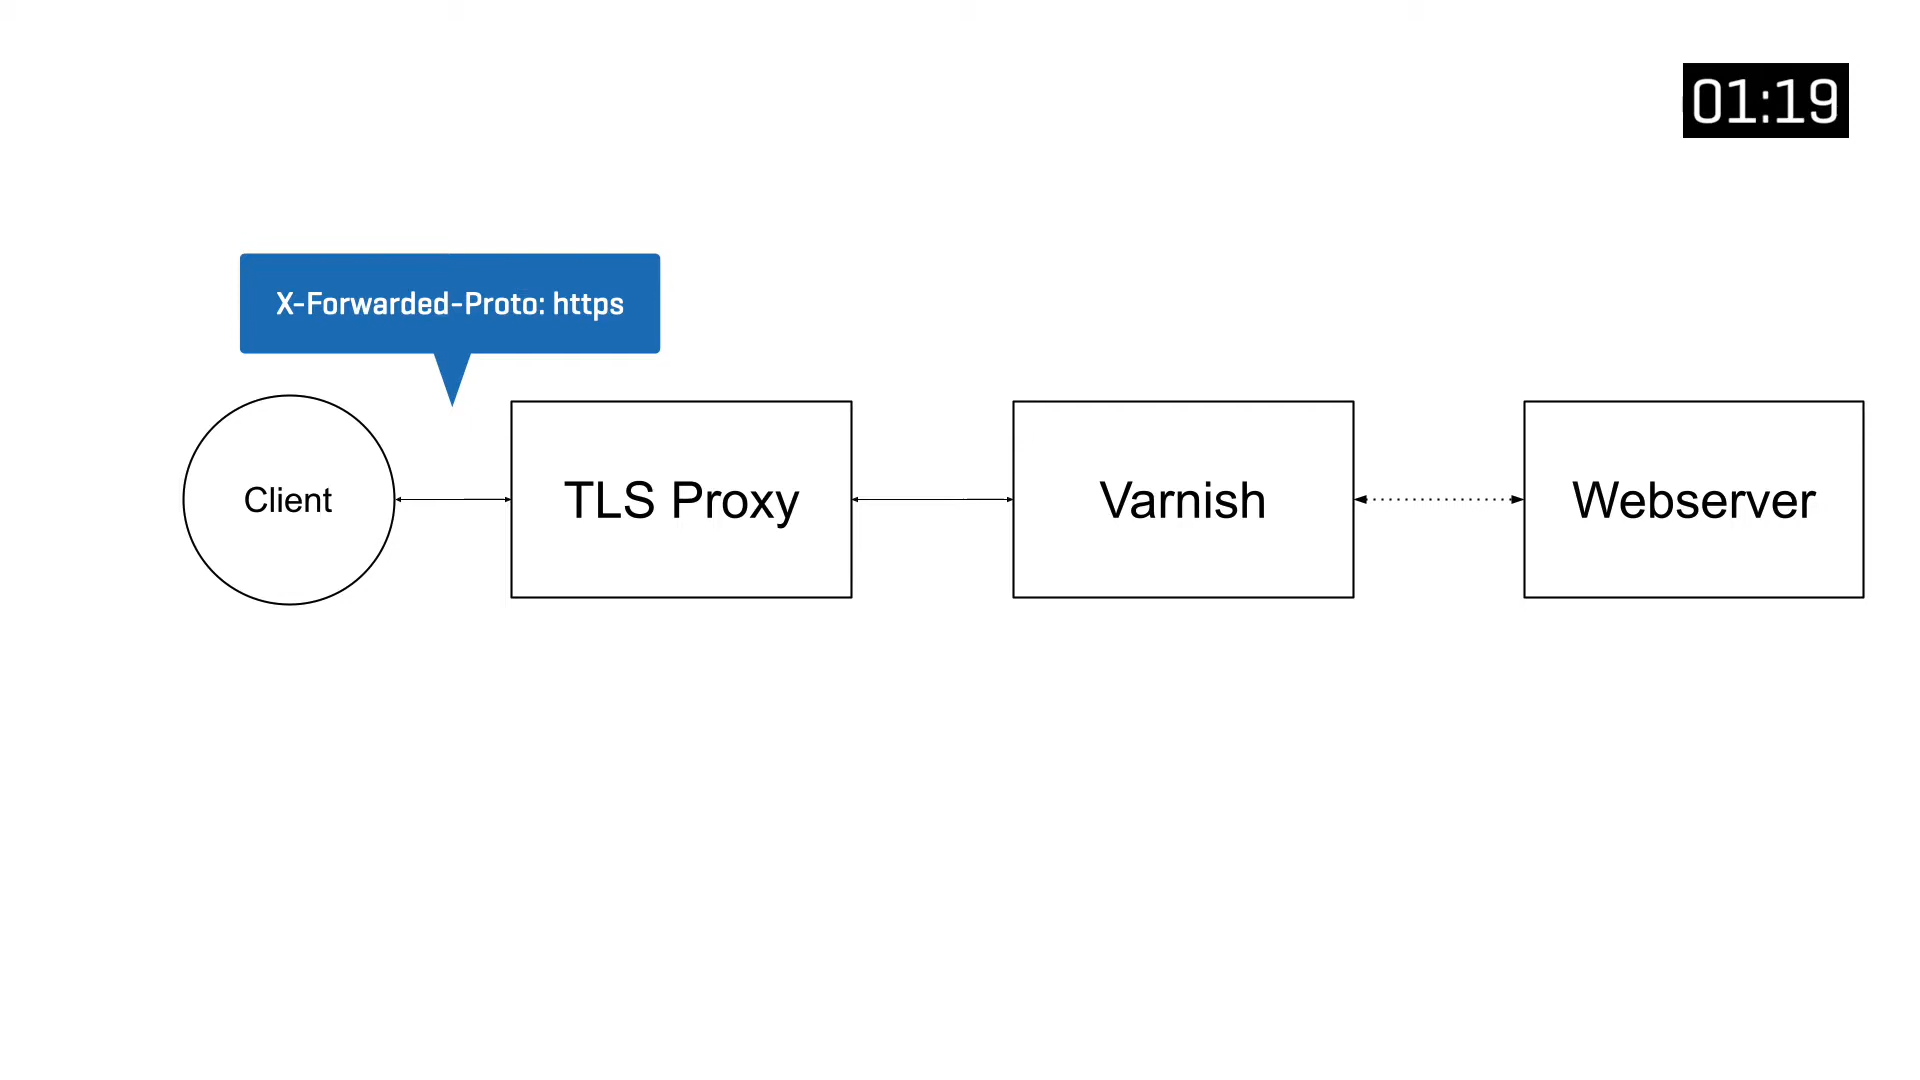 01:19
X-Forwarded-Proto: https
Client
TLS Proxy
Varnish
Webserver